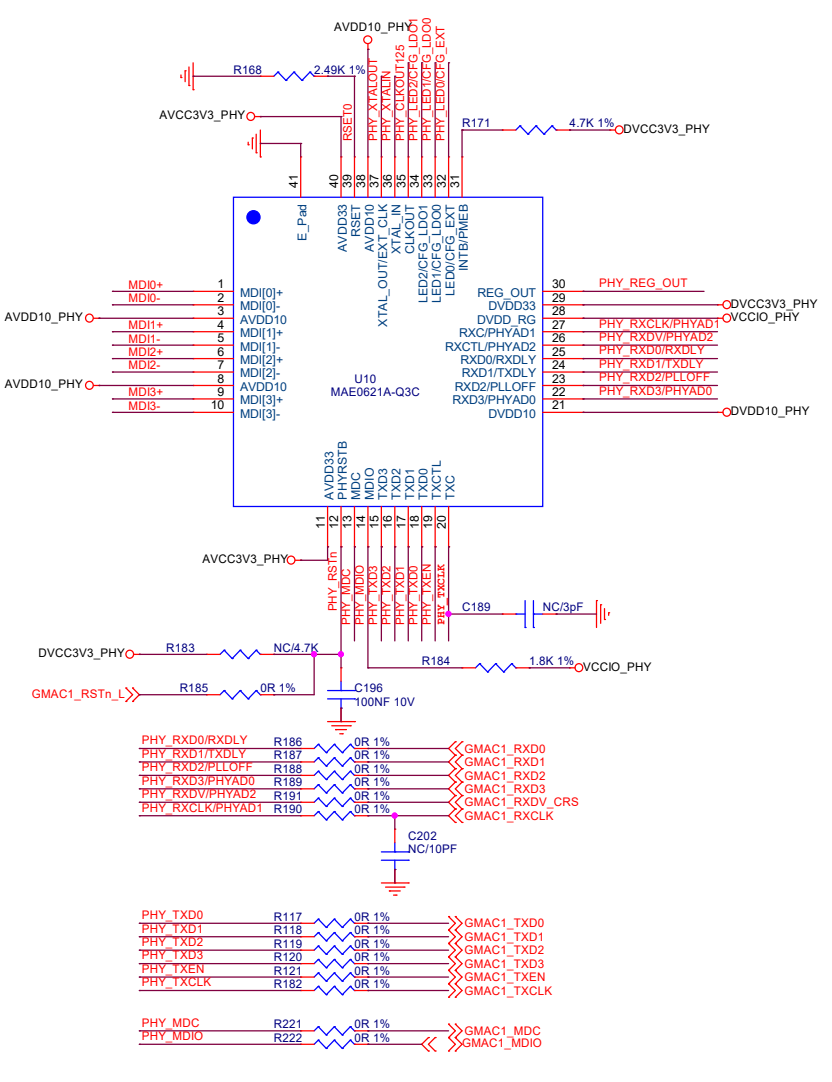 AVDD10_PHY
R168 2.49K 1%
AVCC3V3_PHY
RSET0
PHY_XTALOUT
PHY_XTALIN
PHY_CLKOUT125
PHY_LED2/CFG_LDO1
PHY_LED1/CFG_LDO0
PHY_LED0/CFG_EXT
R171 4.7K 1% DVCC3V3_PHY
41 40 39 38 37 36 35 34 33 32 31
E_Pad
AVDD33
RSET
AVDD10
XTAL_OUT/EXT_CLK
XTAL_IN
CLKOUT
LED2/CFG_LDO1
LED1/CFG_LDO0
LED0/CFG_EXT
INTB/PMEB
MDI0+ 1 MDI[0]+
MDI0- 2 MDI[0]-
AVDD10_PHY 3 AVDD10
MDI1+ 4 MDI[1]+
MDI1- 5 MDI[1]-
MDI2+ 6 MDI[2]+
MDI2- 7 MDI[2]-
AVDD10_PHY 8 AVDD10
MDI3+ 9 MDI[3]+
MDI3- 10 MDI[3]-
U10
MAE0621A-Q3C
REG_OUT 30 PHY_REG_OUT
DVDD33 29 DVCC3V3_PHY
DVDD_RG 28 VCCIO_PHY
RXC/PHYAD1 27 PHY_RXCLK/PHYAD1
RXCTL/PHYAD2 26 PHY_RXDV/PHYAD2
RXD0/RXDLY 25 PHY_RXD0/RXDLY
RXD1/TXDLY 24 PHY_RXD1/TXDLY
RXD2/PLLOFF 23 PHY_RXD2/PLLOFF
RXD3/PHYAD0 22 PHY_RXD3/PHYAD0
DVDD10 21 DVDD10_PHY
AVDD33
PHYRSTB
MDC
MDIO
TXD3
TXD2
TXD1
TXD0
TXCTL
TXC
11 12 13 14 15 16 17 18 19 20
AVCC3V3_PHY
PHY_RSTn
PHY_MDC
PHY_MDIO
PHY_TXD3
PHY_TXD2
PHY_TXD1
PHY_TXD0
PHY_TXEN
PHY_TXCLK
C189 NC/3pF
DVCC3V3_PHY R183 NC/4.7K
R184 1.8K 1% VCCIO_PHY
GMAC1_RSTn_L R185 0R 1%
C196
100NF 10V
PHY_RXD0/RXDLY R186 0R 1% GMAC1_RXD0
PHY_RXD1/TXDLY R187 0R 1% GMAC1_RXD1
PHY_RXD2/PLLOFF R188 0R 1% GMAC1_RXD2
PHY_RXD3/PHYAD0 R189 0R 1% GMAC1_RXD3
PHY_RXDV/PHYAD2 R191 0R 1% GMAC1_RXDV_CRS
PHY_RXCLK/PHYAD1 R190 0R 1% GMAC1_RXCLK
C202
NC/10PF
PHY_TXD0 R117 0R 1% GMAC1_TXD0
PHY_TXD1 R118 0R 1% GMAC1_TXD1
PHY_TXD2 R119 0R 1% GMAC1_TXD2
PHY_TXD3 R120 0R 1% GMAC1_TXD3
PHY_TXEN R121 0R 1% GMAC1_TXEN
PHY_TXCLK R182 0R 1% GMAC1_TXCLK
PHY_MDC R221 0R 1% GMAC1_MDC
PHY_MDIO R222 0R 1% GMAC1_MDIO